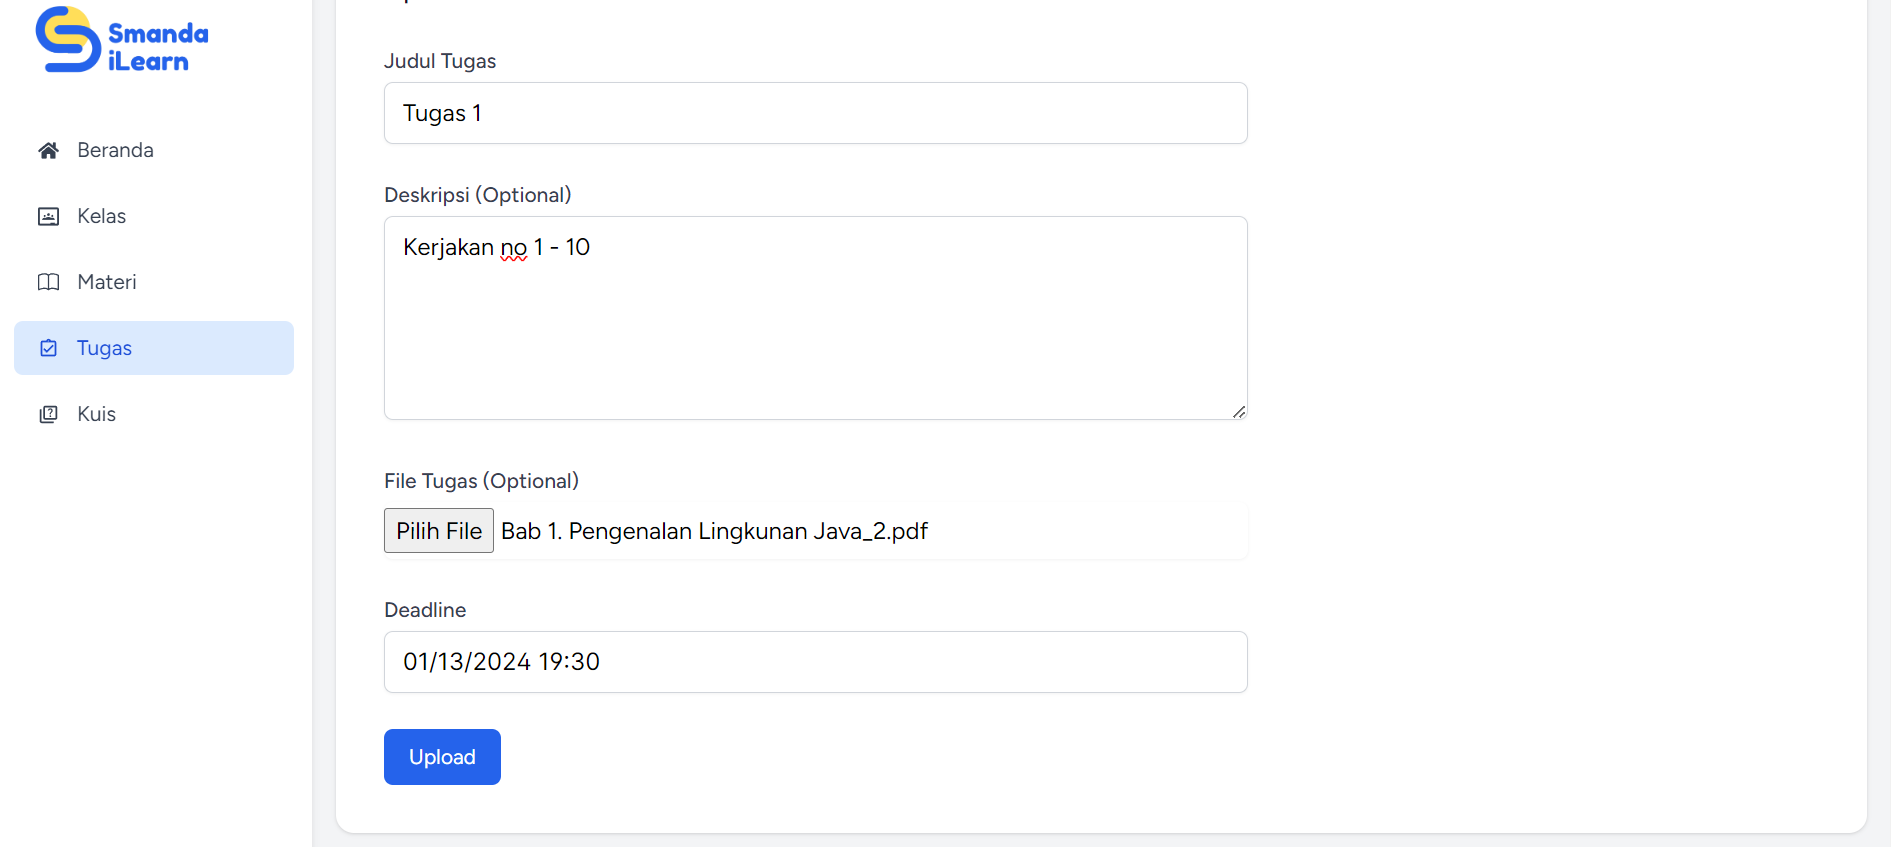 Smanda
iLearn
Beranda
Kelas
Materi
Tugas
Kuis
Judul Tugas
Tugas 1
Deskripsi (Optional)
Kerjakan no 1 - 10
File Tugas (Optional)
Pilih File Bab 1. Pengenalan Lingkunan Java_2.pdf
Deadline
01/13/2024 19:30
Upload